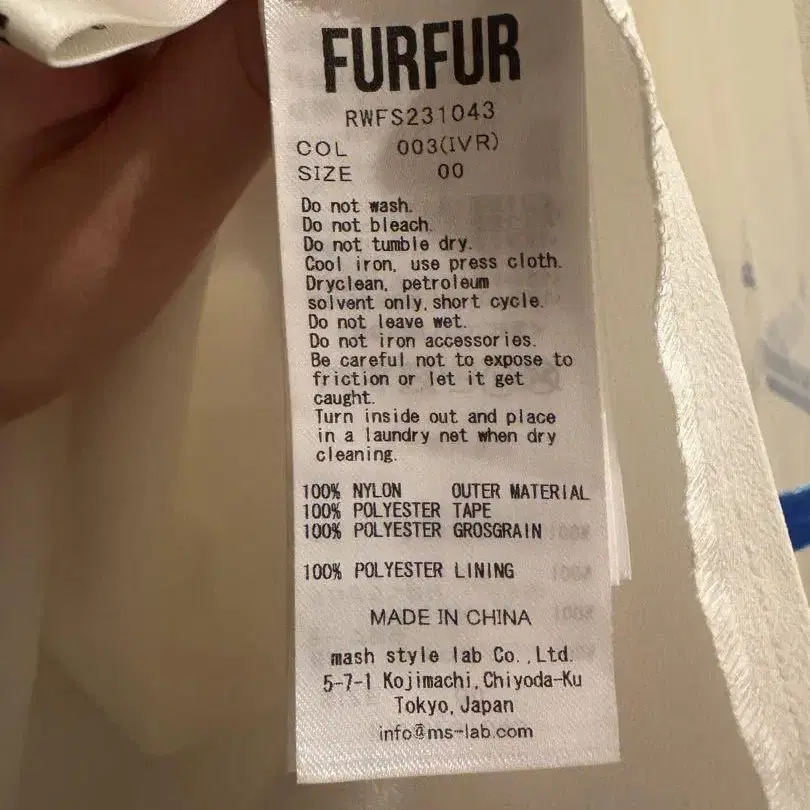 FURFUR
RWFS231043
COL 003(IVR)
SIZE 00
Do not wash.
Do not bleach.
Do not tumble dry.
Cool iron, use press cloth.
Dryclean, petroleum
solvent only, short cycle.
Do not leave wet.
Do not iron accessories.
Be careful not to expose to
friction or let it get
caught.
Turn inside out and place
in a laundry net when dry
cleaning.
100% NYLON OUTER MATERIAL
100% POLYESTER TAPE
100% POLYESTER GROSGRAIN
100% POLYESTER LINING
MADE IN CHINA
mash style lab Co.,Ltd.
5-7-1 Kojimachi,Chiyoda-Ku
Tokyo,Japan
info@ms-lab.com